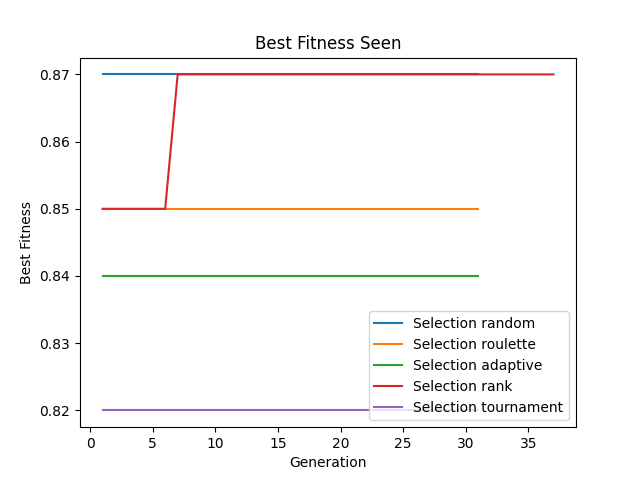 Best Fitness Seen
Best Fitness
0.87
0.86
0.85
0.84
0.83
0.82
Selection random
Selection roulette
Selection adaptive
Selection rank
Selection tournament
0 5 10 15 20 25 30 35
Generation